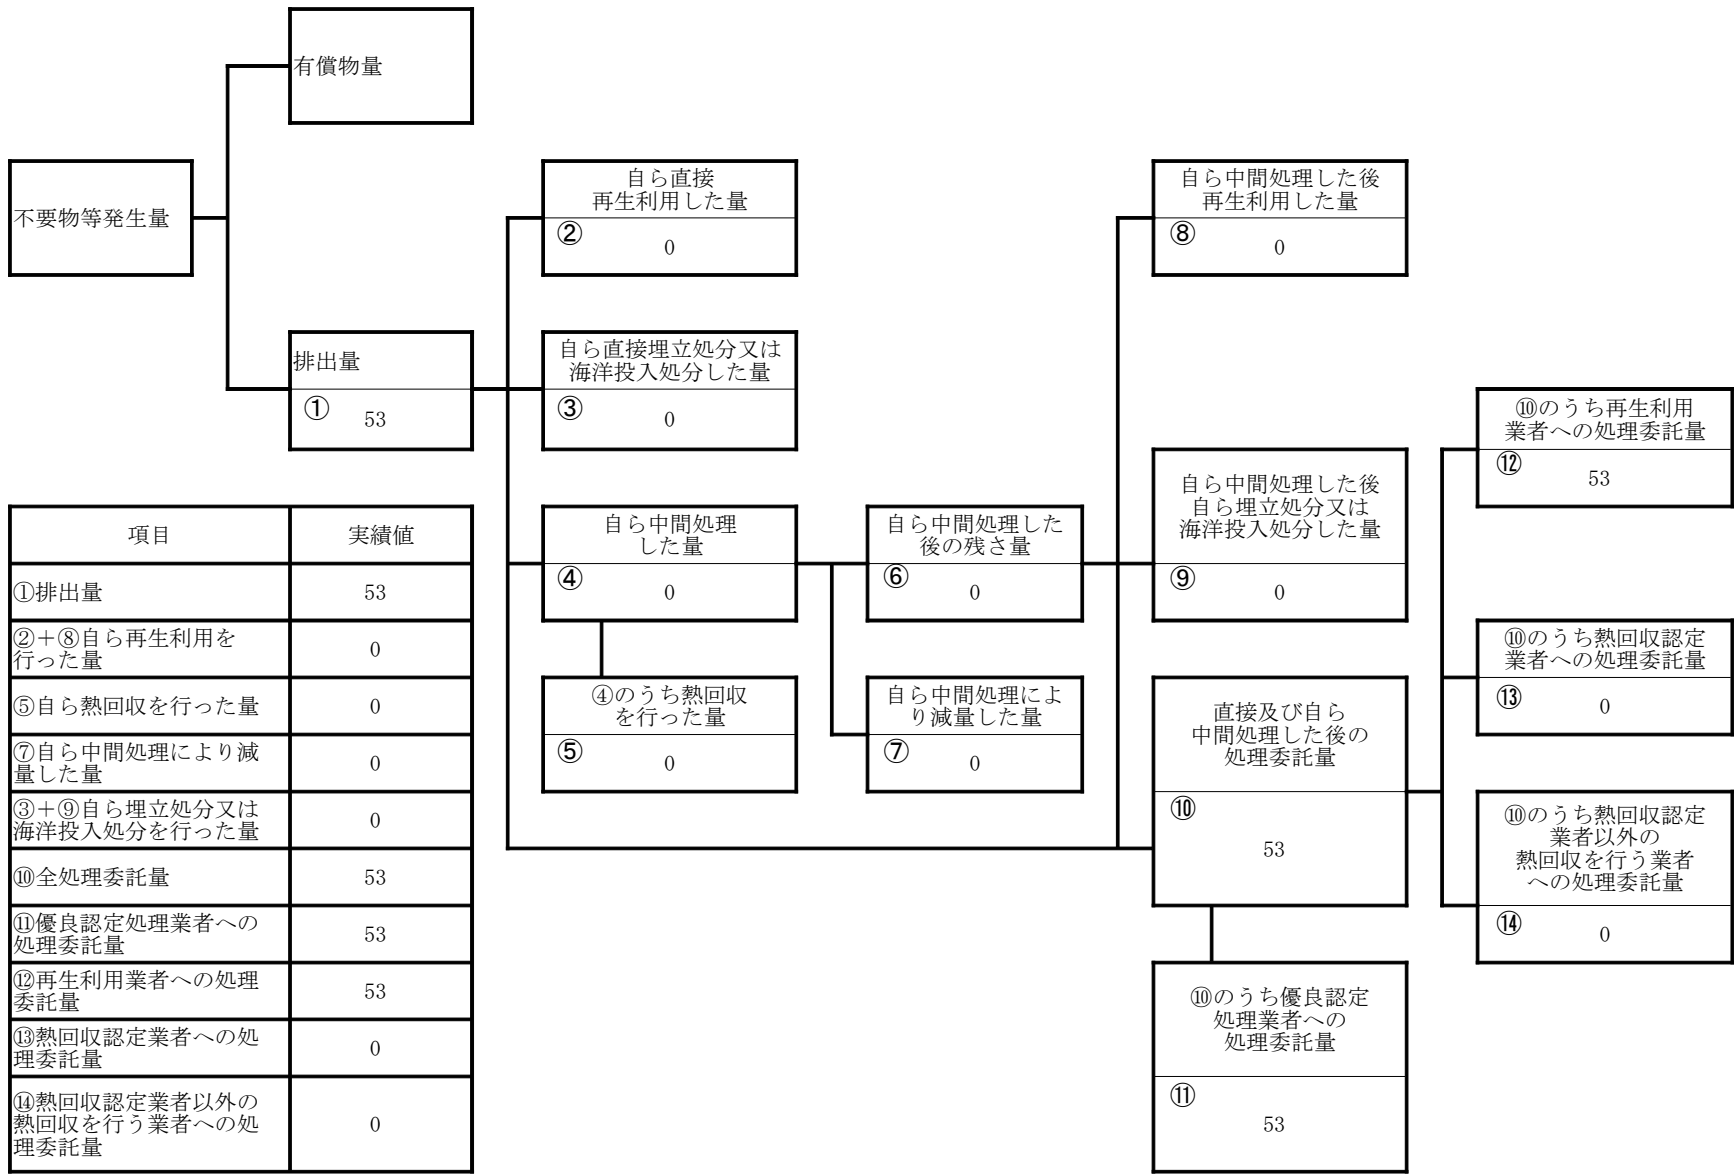 有償物量
不要物等発生量
自ら直接
再生利用した量
②
0
自ら中間処理した後
再生利用した量
⑧
0
排出量
①
53
自ら直接埋立処分又は
海洋投入処分した量
③
0
⑩のうち再生利用
業者への処理委託量
⑫
53
自ら中間処理
した量
④
0
自ら中間処理した
後の残さ量
⑥
0
自ら中間処理した後
自ら埋立処分又は
海洋投入処分した量
⑨
0
⑩のうち熱回収認定
業者への処理委託量
⑬
0
④のうち熱回収
を行った量
⑤
0
自ら中間処理によ
り減量した量
⑦
0
直接及び自ら
中間処理した後の
処理委託量
⑩
53
⑩のうち熱回収認定
業者以外の
熱回収を行う業者
への処理委託量
⑭
0
⑩のうち優良認定
処理業者への
処理委託量
⑪
53
項目
実績値
①排出量
53
②＋⑧自ら再生利用を
行った量
0
⑤自ら熱回収を行った量
0
⑦自ら中間処理により減
量した量
0
③＋⑨自ら埋立処分又は
海洋投入処分を行った量
0
⑩全処理委託量
53
⑪優良認定処理業者への
処理委託量
53
⑫再生利用業者への処理
委託量
53
⑬熱回収認定業者への処
理委託量
0
⑭熱回収認定業者以外の
熱回収を行う業者への処
理委託量
0